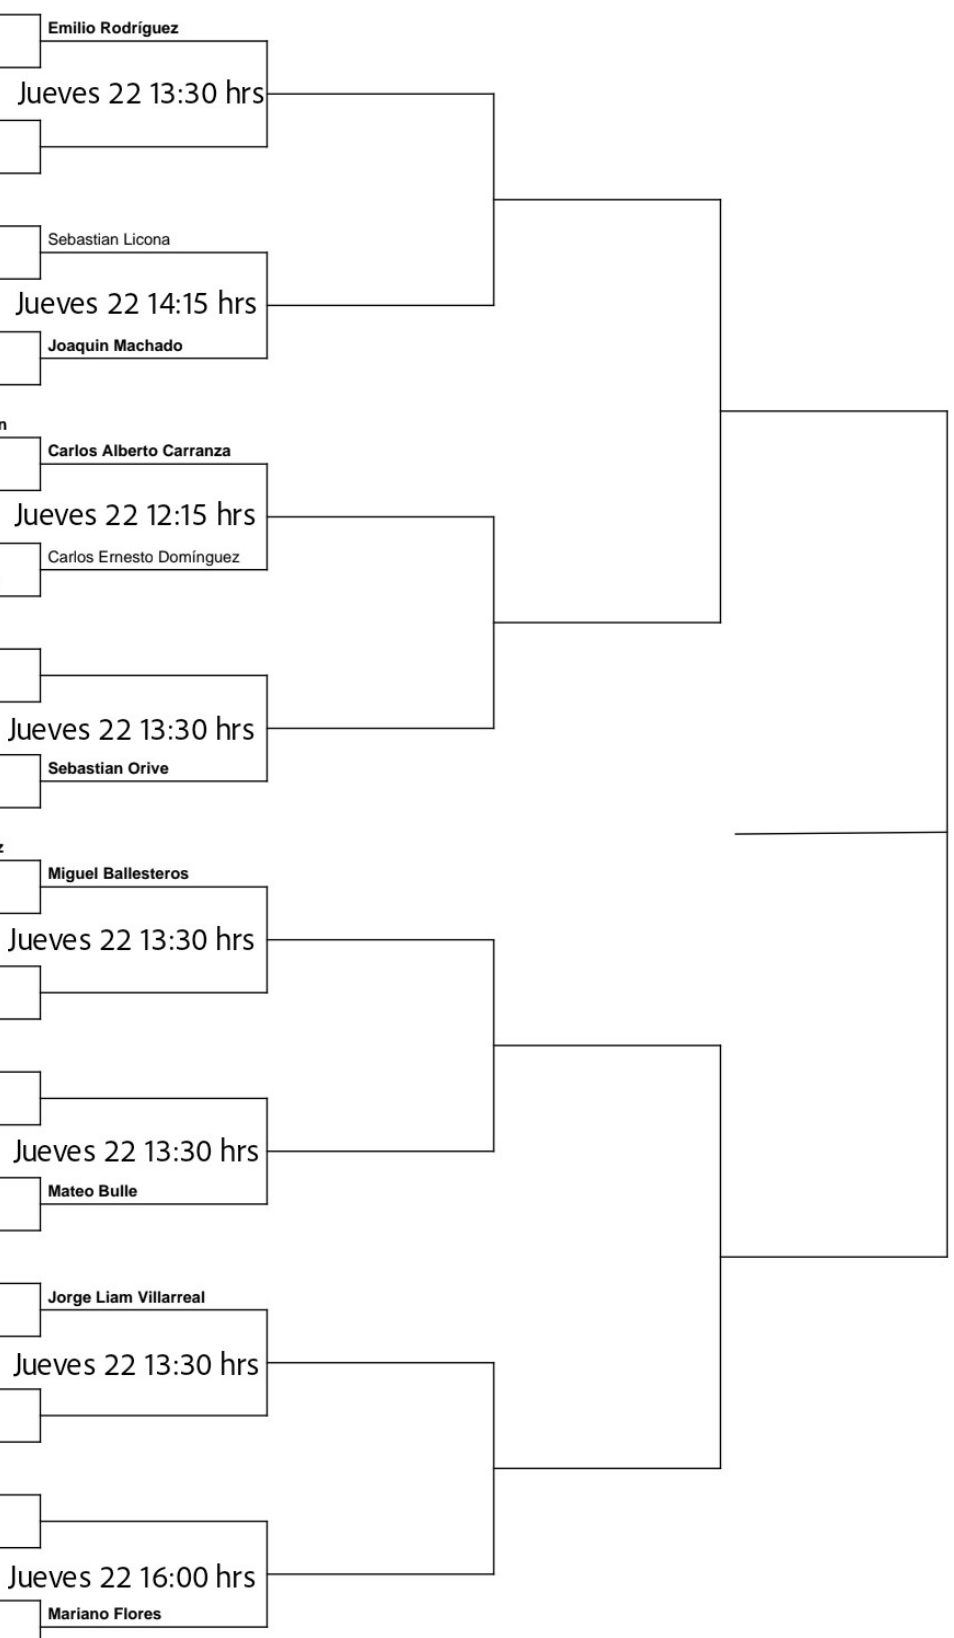 Emilio Rodríguez
Jueves 22 13:30 hrs
Sebastian Licona
Jueves 22 14:15 hrs
Joaquin Machado
n
Carlos Alberto Carranza
Jueves 22 12:15 hrs
Carlos Ernesto Domínguez
Jueves 22 13:30 hrs
Sebastian Orive
z
Miguel Ballesteros
Jueves 22 13:30 hrs
Jueves 22 13:30 hrs
Mateo Bulle
Jorge Liam Villarreal
Jueves 22 13:30 hrs
Jueves 22 16:00 hrs
Mariano Flores